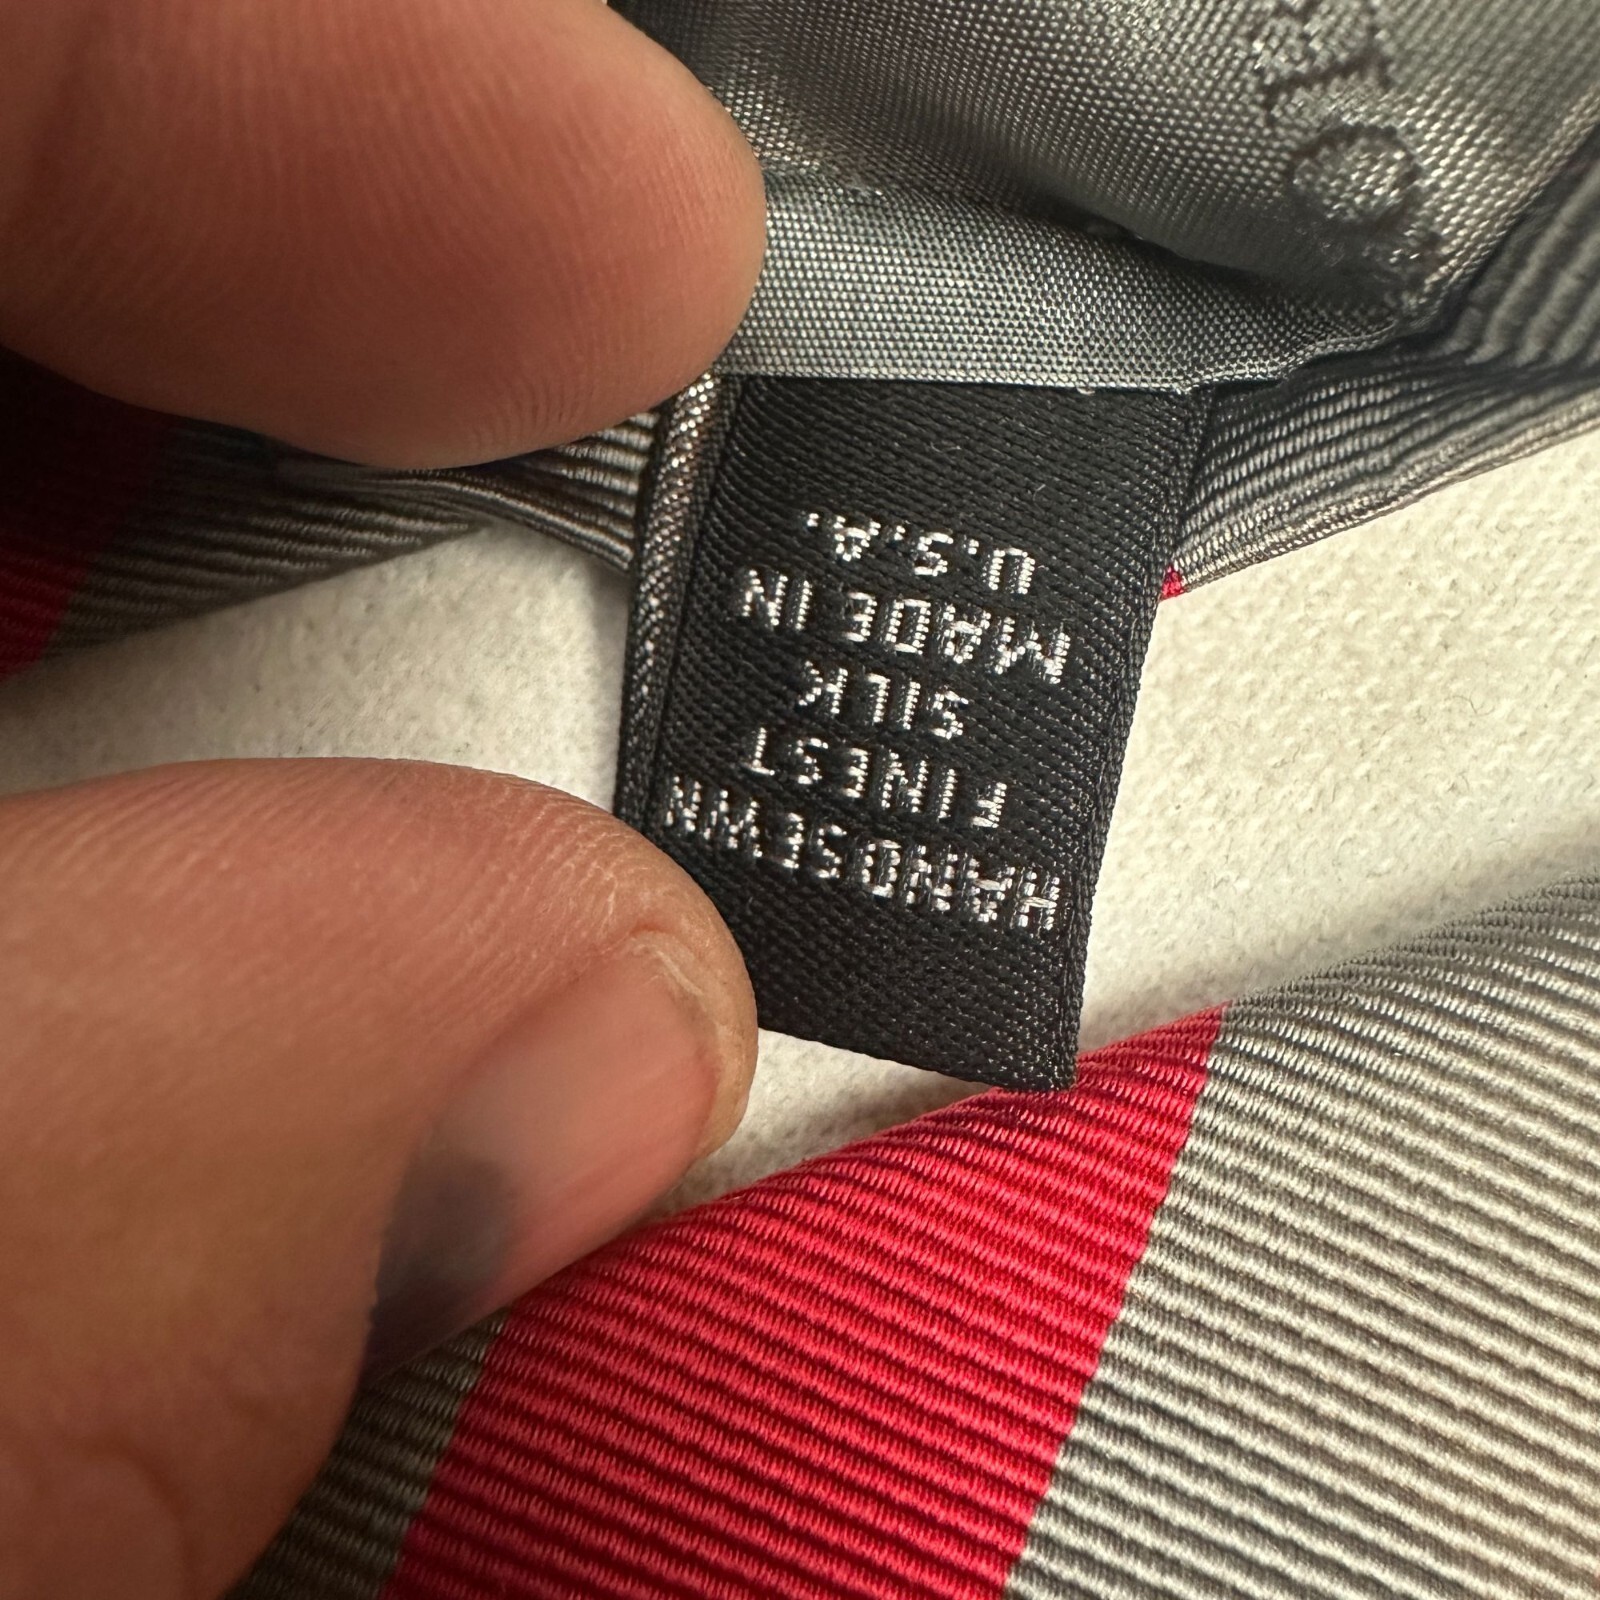 HANDSEWN
FINEST
SILK
MADE IN
U.S.A.